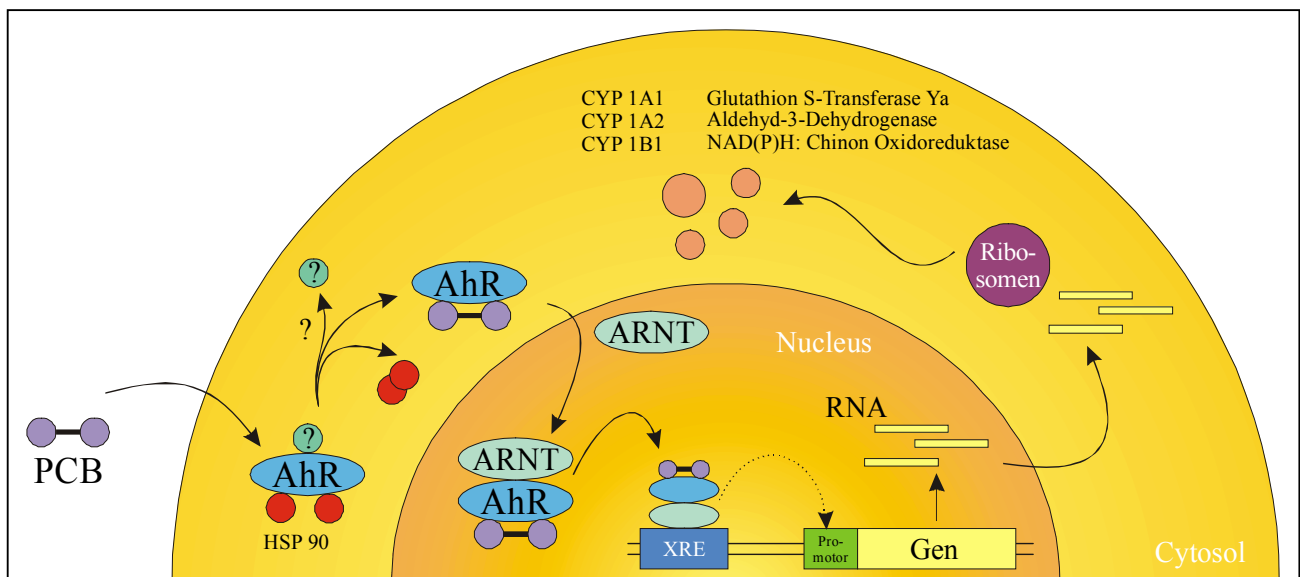 CYP 1A1 Glutathion S-Transferase Ya
CYP 1A2 Aldehyd-3-Dehydrogenase
CYP 1B1 NAD(P)H: Chinon Oxidoreduktase
Ribo-
somen
?
AhR
?
ARNT
Nucleus
RNA
PCB
?
AhR
HSP 90
ARNT
AhR
XRE
Pro-
motor
Gen
Cytosol